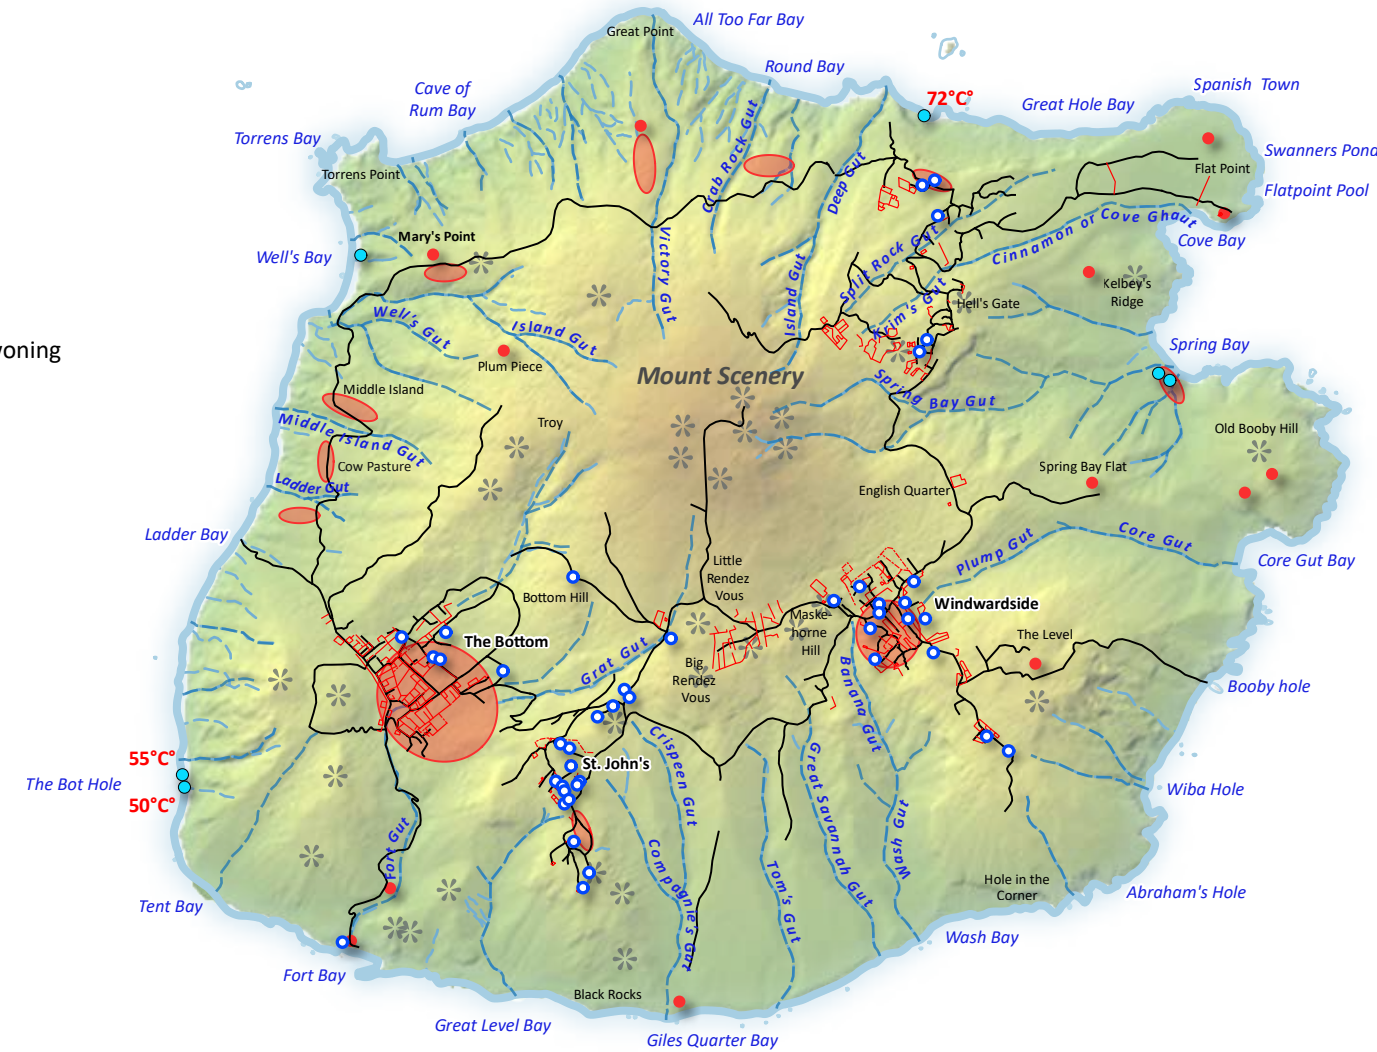 All Too Far Bay
Great Point
Round Bay
Cave of
Rum Bay
72°C°
Great Hole Bay
Spanish Town
Torrens Bay
Swanners Pond
Torrens Point
Flat Point
Flatpoint Pool
Crab Rock Gut
Deep Gut
Mary's Point
Well's Bay
Victory Gut
Split Rock Gut
Cinnamon or Cove Ghaut
Cove Bay
Island Gut
Krim's Gut
Hell's Gate
Kelbey's
Ridge
Well's Gut
Island Gut
woning
Plum Piece
Spring Bay
Mount Scenery
Middle Island
Spring Bay Gut
Middle Island Gut
Troy
Old Booby Hill
Cow Pasture
Ladder Gut
English Quarter
Spring Bay Flat
Ladder Bay
Plump Gut
Core Gut
Core Gut Bay
Little
Rendez
Vous
Bottom Hill
Windwardside
Maske-
horne
Hill
The Bottom
The Level
Grat Gut
Big
Rendez
Vous
Banana Gut
Booby hole
55°C°
The Bot Hole
50°C°
St. John's
Crispeen Gut
Great Savannah Gut
Wiba Hole
Fort Gut
Compagnie's Gut
Tom's Gut
Wash Gut
Hole in the
Corner
Abraham's Hole
Tent Bay
Wash Bay
Fort Bay
Black Rocks
Great Level Bay
Giles Quarter Bay